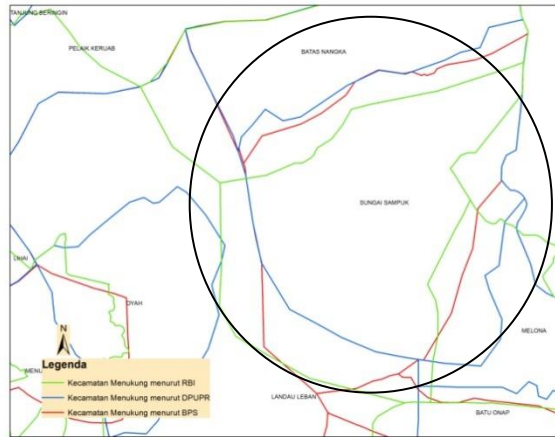 TANJUNG BERINGIN
PELAIK KERUAB
BATAS NANGKA
SUNGAI SAMPUK
LIHAI
OYAH
N
MELONA
Legenda
Kecamatan Menukung menurut RBI
Kecamatan Menukung menurut DPUPR
Kecamatan Menukung menurut BPS
MENU
LANDAU LEBAN
BATU ONAP